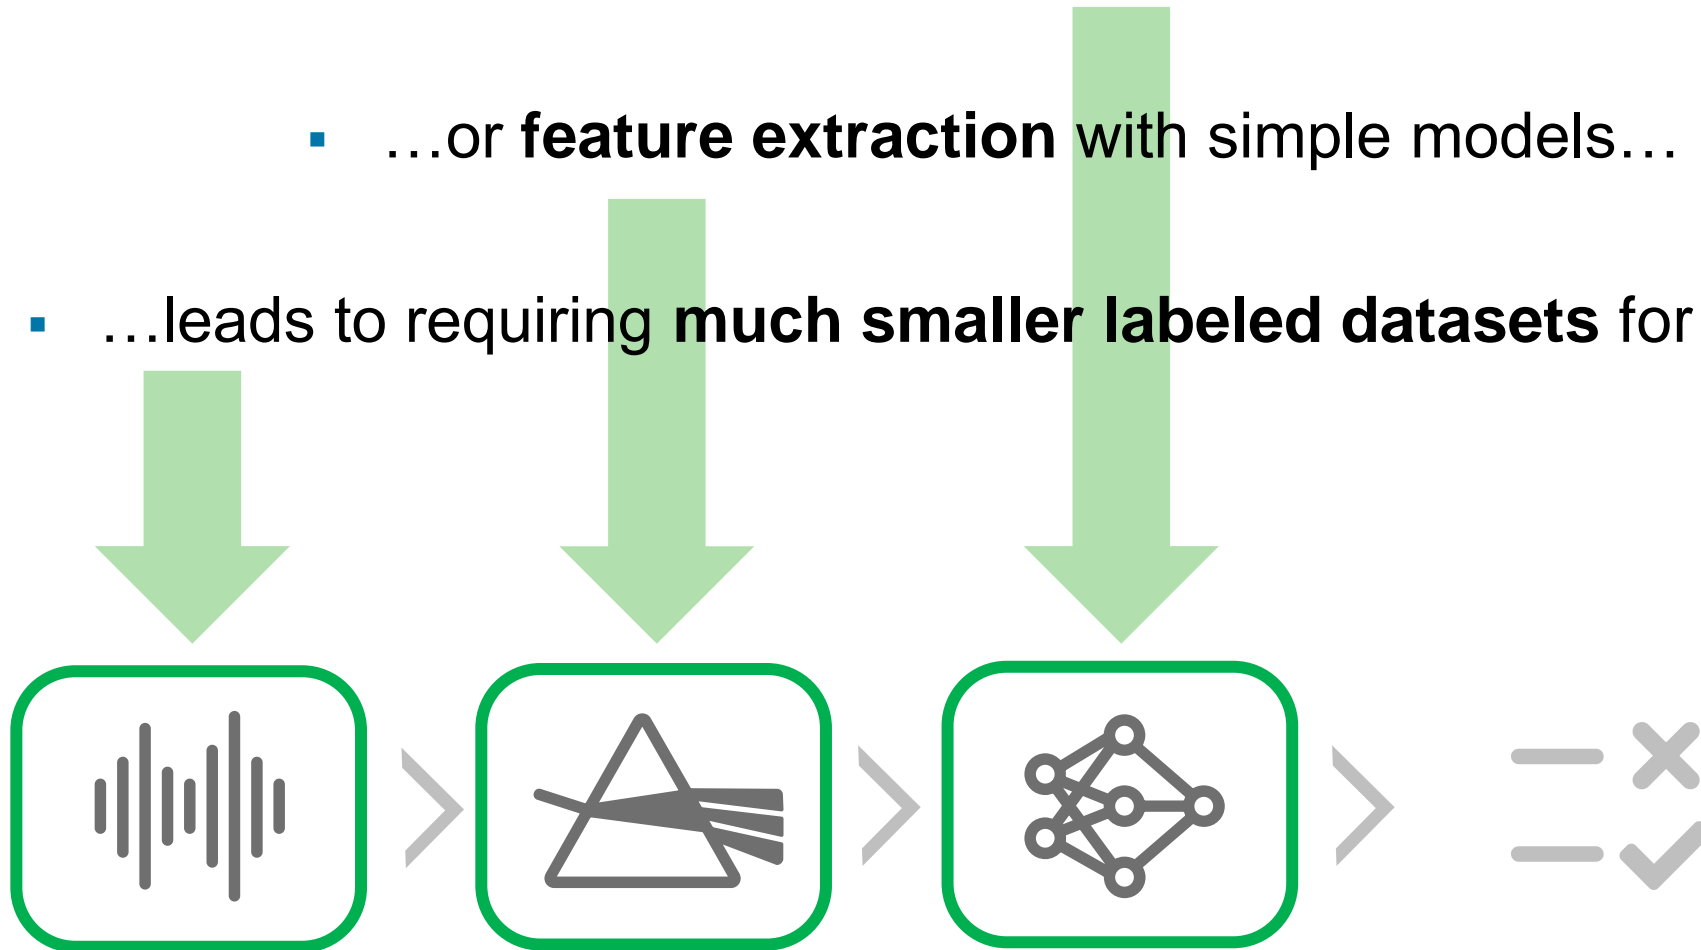 ▪ …or feature extraction with simple models…
▪ …leads to requiring much smaller labeled datasets for